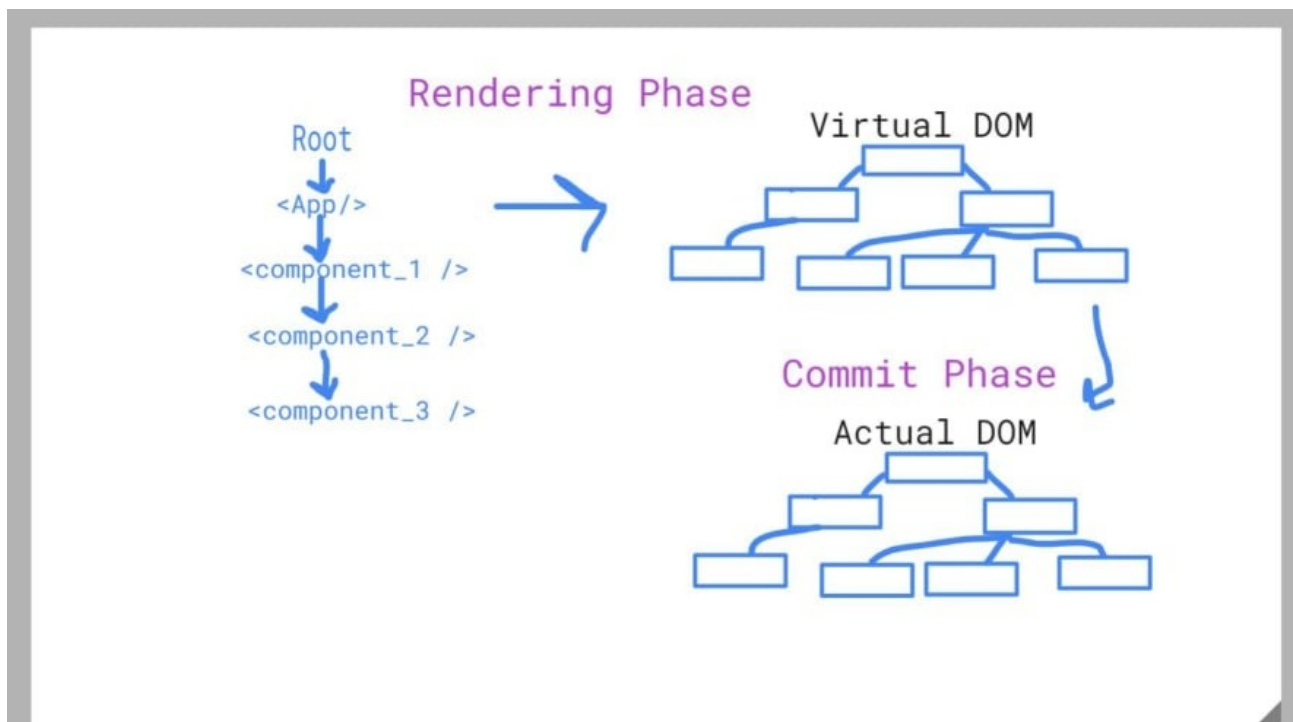 Rendering Phase
Root
<App/>
<component_1 />
<component_2 />
<component_3 />
Virtual DOM
Commit Phase
Actual DOM